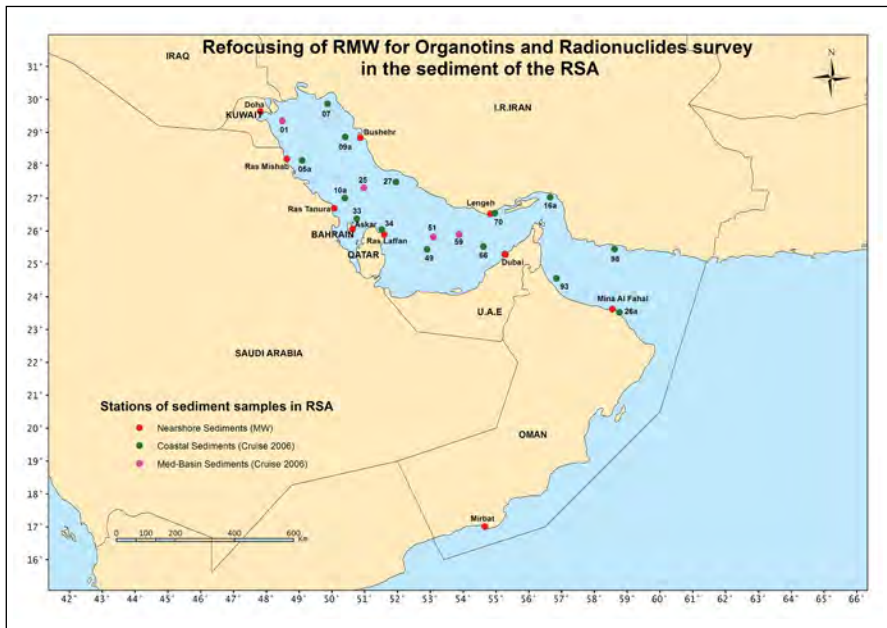 Refocusing of RMW for Organotins and Radionuclides survey
in the sediment of the RSA
N
IRAQ
I.R.IRAN
Doha
KUWAIT
01
07
Bushehr
09a
Ras Mishab
05a
25
27
10a
Ras Tanura
33
Askar
BAHRAIN
34
Ras Laffan
QATAR
51
59
49
66
Lengeh
70
16a
Dubai
98
93
Mina Al Fahal
26a
U.A.E
SAUDI ARABIA
OMAN
Mirbat
Stations of sediment samples in RSA
Nearshore Sediments (MW)
Coastal Sediments (Cruise 2006)
Med-Basin Sediments (Cruise 2006)
0 100 200 400 600 Km
31°
30°
29°
28°
27°
26°
25°
24°
23°
22°
21°
20°
19°
18°
17°
16°
42° 43° 44° 45° 46° 47° 48° 49° 50° 51° 52° 53° 54° 55° 56° 57° 58° 59° 60° 61° 62° 63° 64° 65° 66°